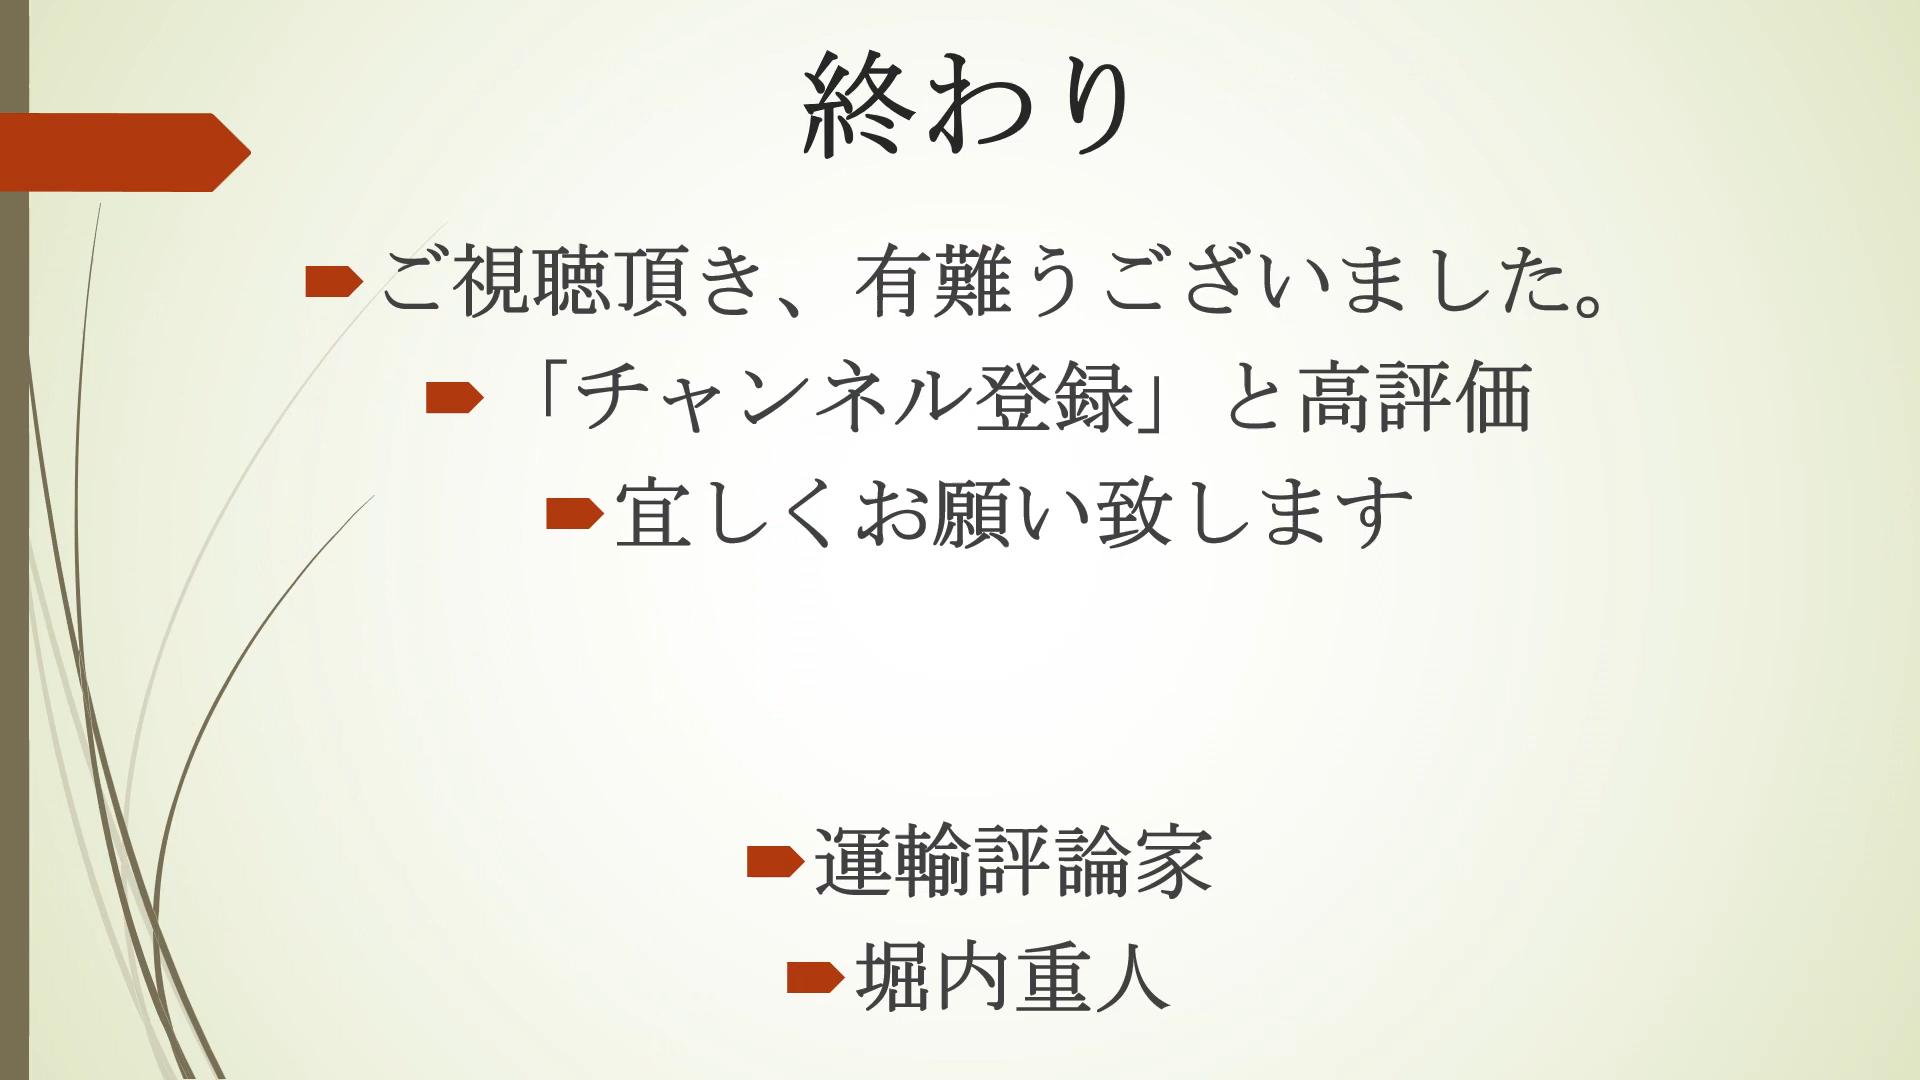 終わり
ご視聴頂き、有難うございました。
「チャンネル登録」と高評価
宜しくお願い致します
運輸評論家
堀内重人